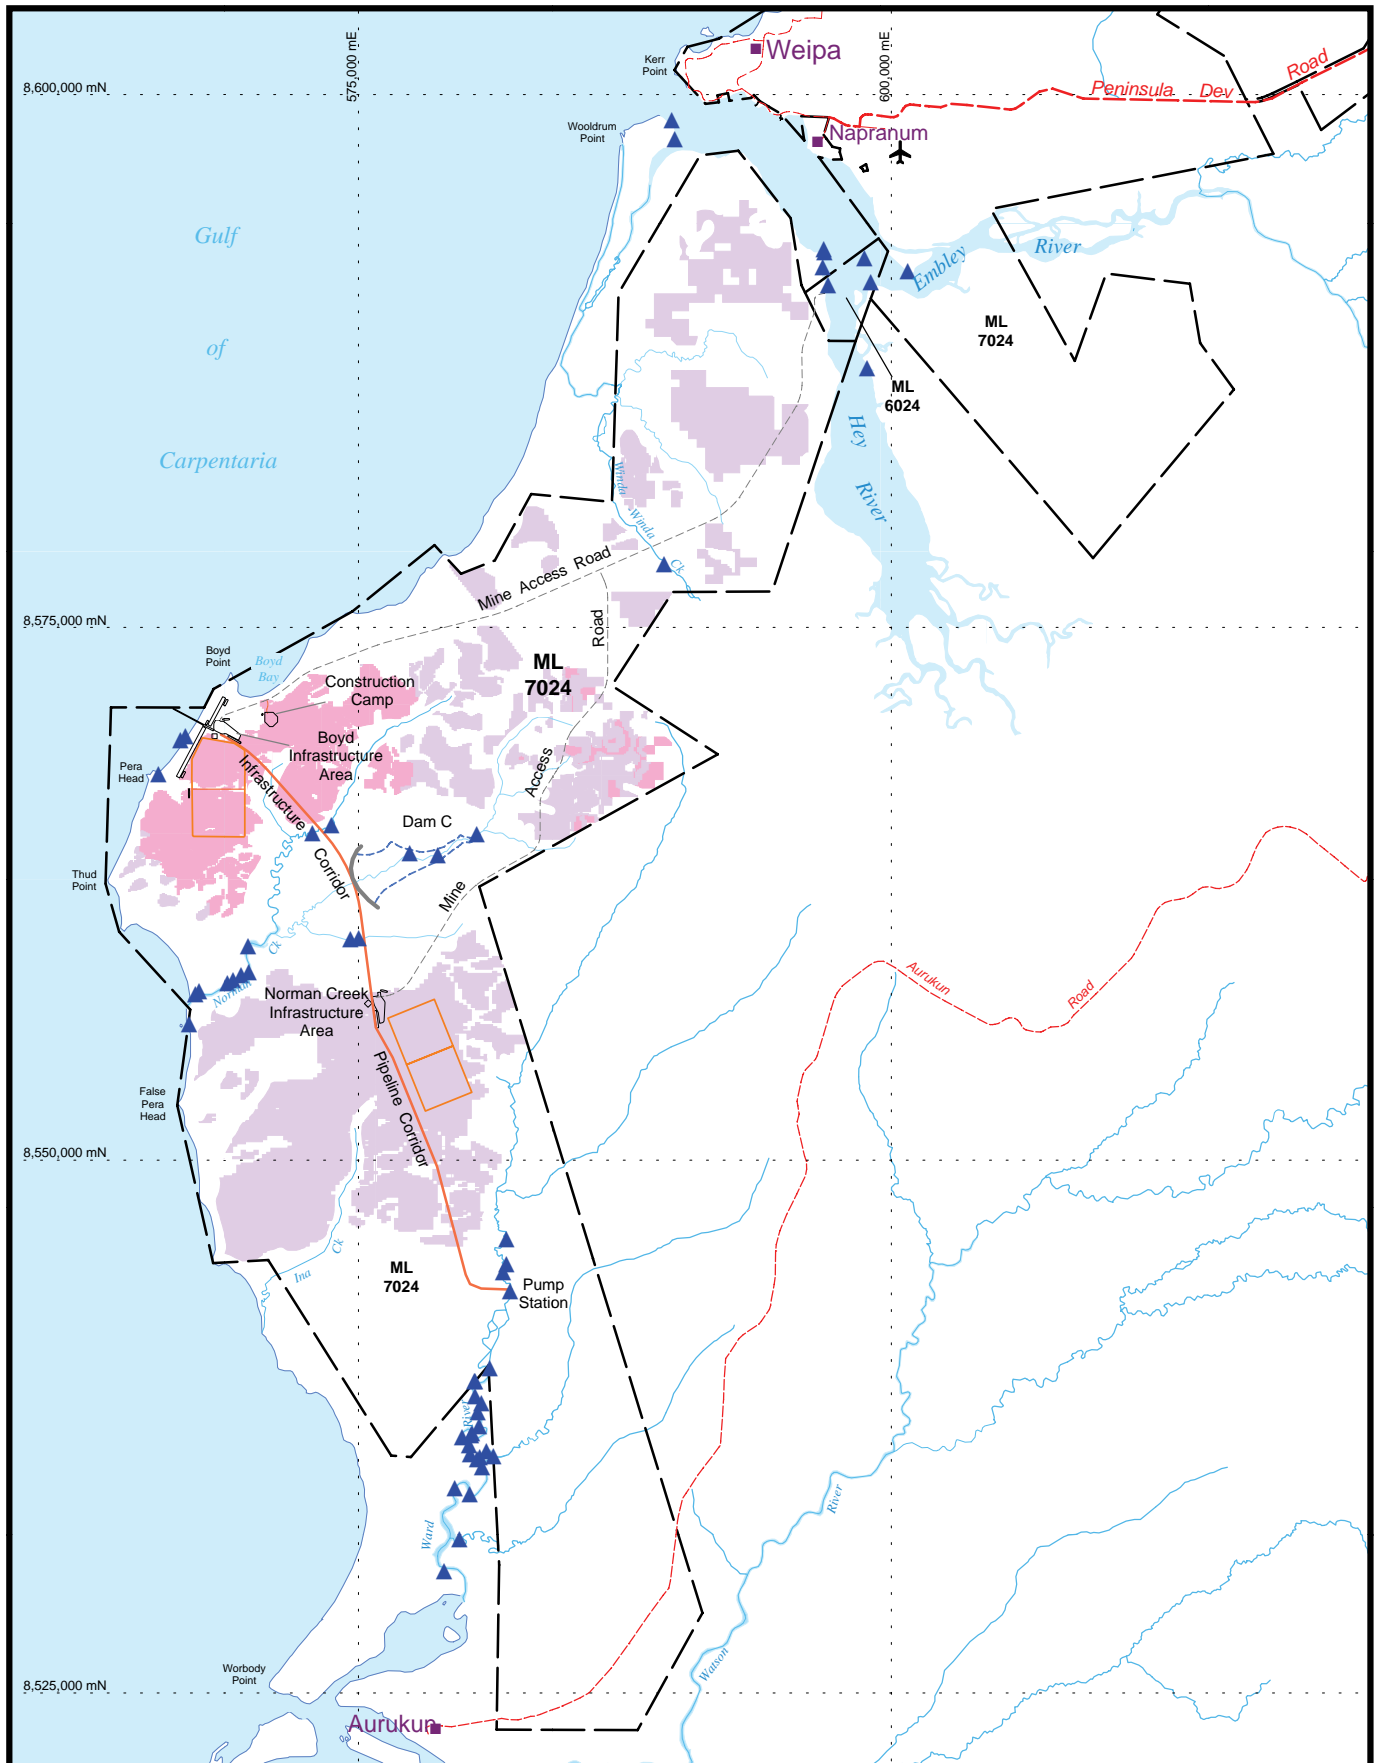 575,000 mE
600,000 mE
Weipa
Kerr
Point
8,600,000 mN
Peninsula Dev Road
Wooldrum
Point
Napranum
Gulf
of
Carpentaria
Embley River
ML
7024
ML
6024
Hey River
Winda Winda Ck
Mine Access Road
8,575,000 mN
Boyd
Point
Boyd
Bay
ML
7024
Construction
Camp
Boyd
Infrastructure
Area
Pera
Head
Infrastructure Corridor
Mine Access Road
Dam C
Thud
Point
Norman Ck
Aurukun Road
Norman Creek
Infrastructure
Area
False
Pera
Head
Pipeline Corridor
8,550,000 mN
Ina Ck
ML
7024
Pump
Station
Ward River
Watson River
Worbody
Point
8,525,000 mN
Aurukun